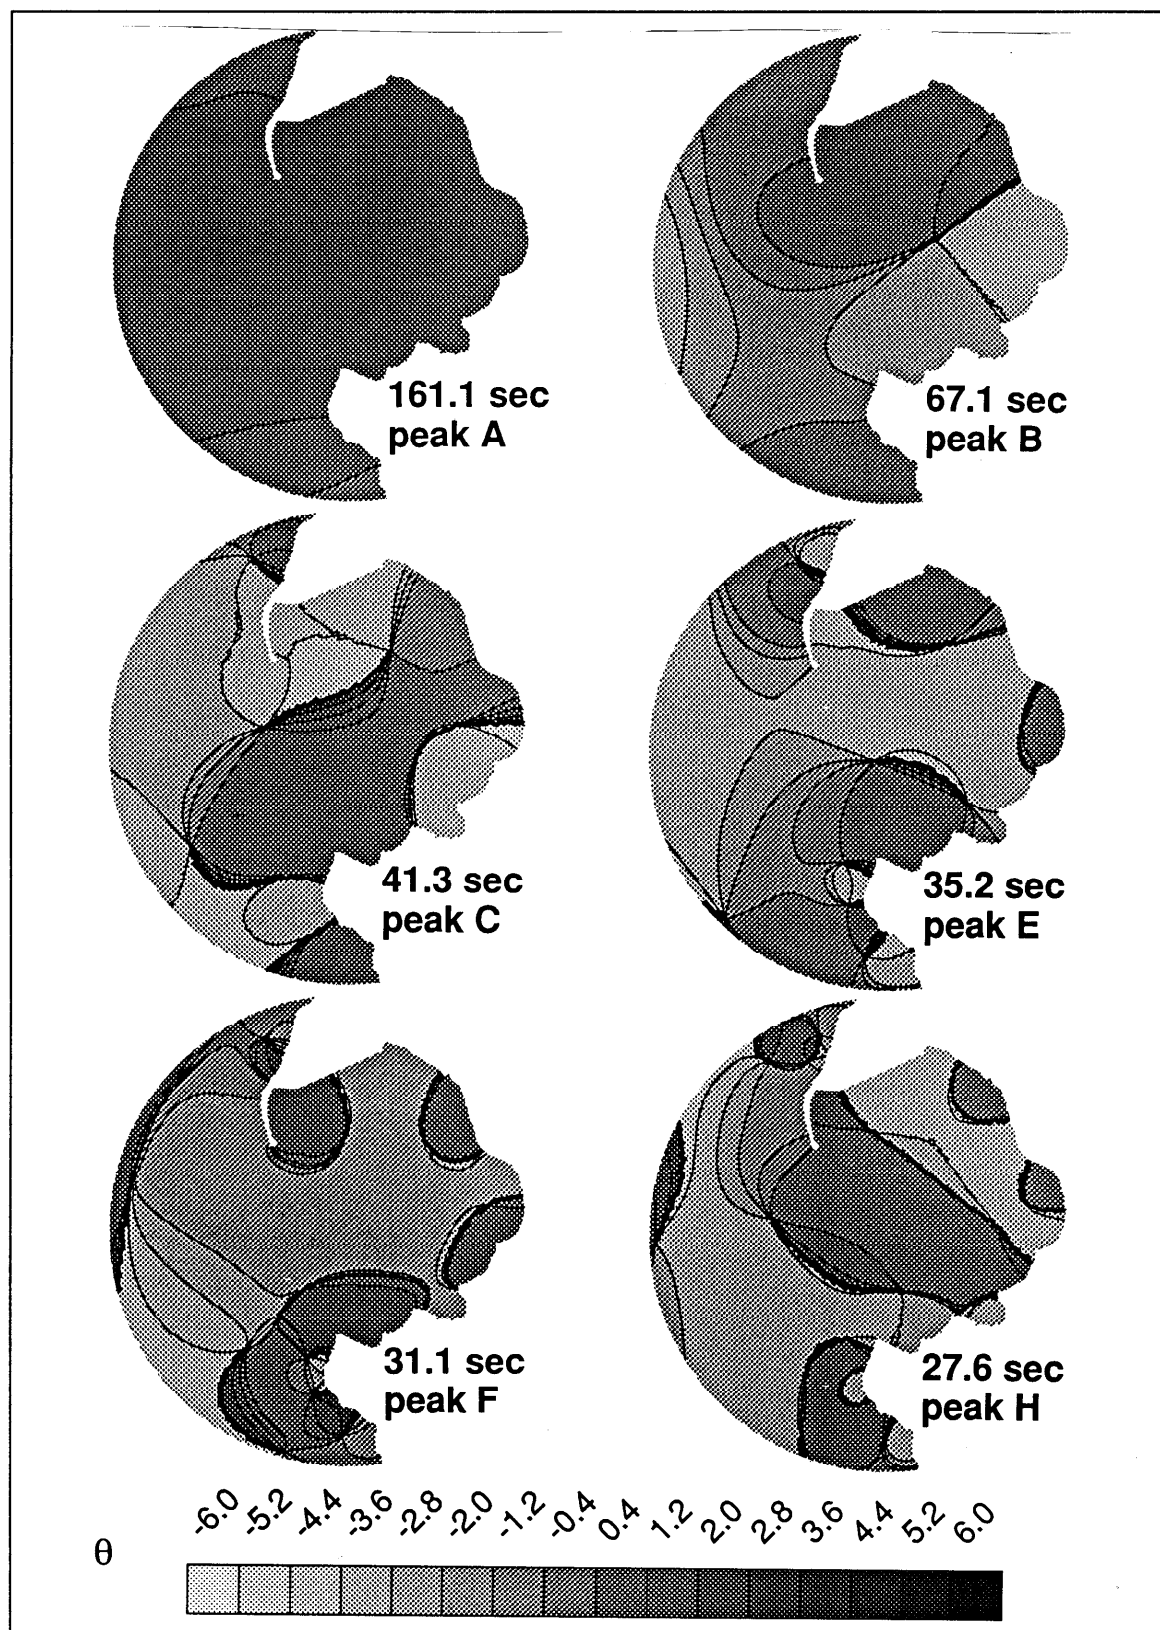 161.1 sec
peak A
67.1 sec
peak B
41.3 sec
peak C
35.2 sec
peak E
31.1 sec
peak F
27.6 sec
peak H
-6.0 -5.2 -4.4 -3.6 -2.8 -2.0 -1.2 -0.4 0.4 1.2 2.0 2.8 3.6 4.4 5.2 6.0
θ